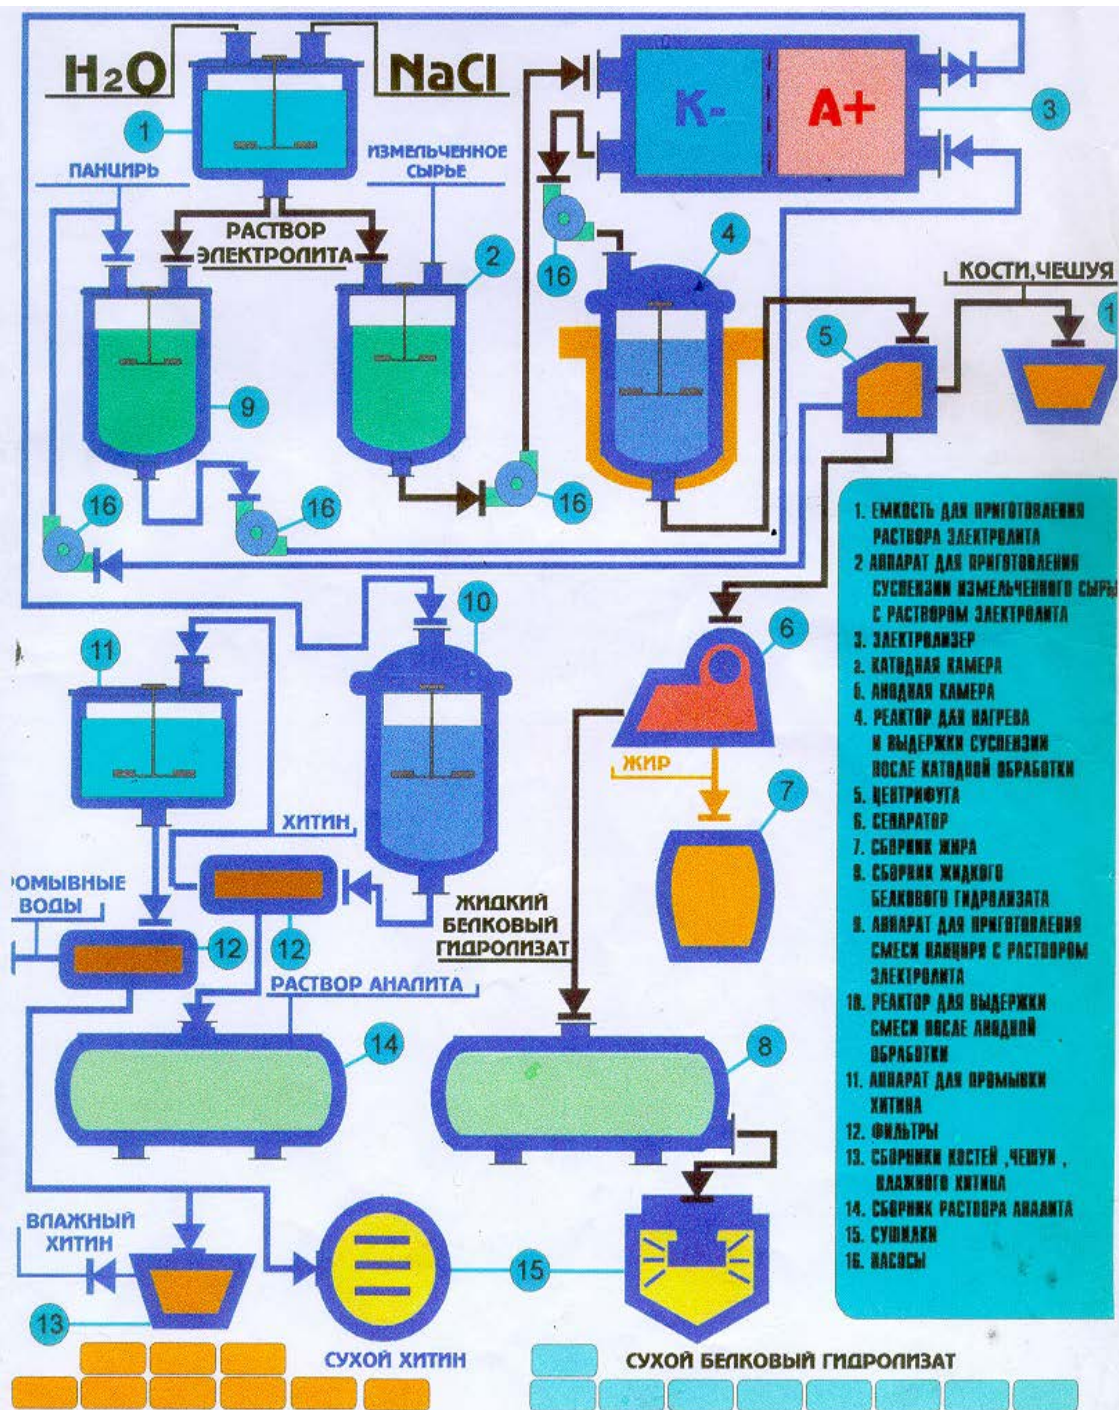 H2O
NaCl
1
3
К-
А+
ПАНЦИРЬ
ИЗМЕЛЬЧЕННОЕ
СЫРЬЕ
РАСТВОР
ЭЛЕКТРОЛИТА
2
16
4
КОСТИ,ЧЕШУЯ
1
5
9
16
16
16
10
6
11
ЖИР
7
ХИТИН
РОМЫВНЫЕ
ВОДЫ
12
12
ЖИДКИЙ
БЕЛКОВЫЙ
ГИДРОЛИЗАТ
РАСТВОР АНАЛИТА
14
8
ВЛАЖНЫЙ
ХИТИН
13
15
СУХОЙ ХИТИН
СУХОЙ БЕЛКОВЫЙ ГИДРОЛИЗАТ
1. ЕМКОСТЬ ДЛЯ ПРИГОТОВЛЕНИЯ
РАСТВОРА ЭЛЕКТРОЛИТА
2 АППАРАТ ДЛЯ ПРИГОТОВЛЕНИЯ
СУСПЕНЗИИ ИЗМЕЛЬЧЕННОГО СЫРЬ
С РАСТВОРОМ ЭЛЕКТРОЛИТА
3. ЭЛЕКТРОЛИЗЕР
а. КАТОДНАЯ КАМЕРА
б. АНОДНАЯ КАМЕРА
4. РЕАКТОР ДЛЯ НАГРЕВА
И ВЫДЕРЖКИ СУСПЕНЗИИ
ПОСЛЕ КАТОДНОЙ ОБРАБОТКИ
5. ЦЕНТРИФУГА
6. СЕПАРАТОР
7. СБОРНИК ЖИРА
8. СБОРНИК ЖИДКОГО
БЕЛКОВОГО ГИДРОЛИЗАТА
9. АППАРАТ ДЛЯ ПРИГОТОВЛЕНИЯ
СМЕСИ ПАНЦИРЯ С РАСТВОРОМ
ЭЛЕКТРОЛИТА
10. РЕАКТОР ДЛЯ ВЫДЕРЖКИ
СМЕСИ ПОСЛЕ АНОДНОЙ
ОБРАБОТКИ
11. АППАРАТ ДЛЯ ПРОМЫВКИ
ХИТИНА
12. ФИЛЬТРЫ
13. СБОРНИКИ КОСТЕЙ ,ЧЕШУИ ,
ВЛАЖНОГО ХИТИНА
14. СБОРНИК РАСТВОРА АНАЛИТА
15. СУШИЛКИ
16. НАСОСЫ